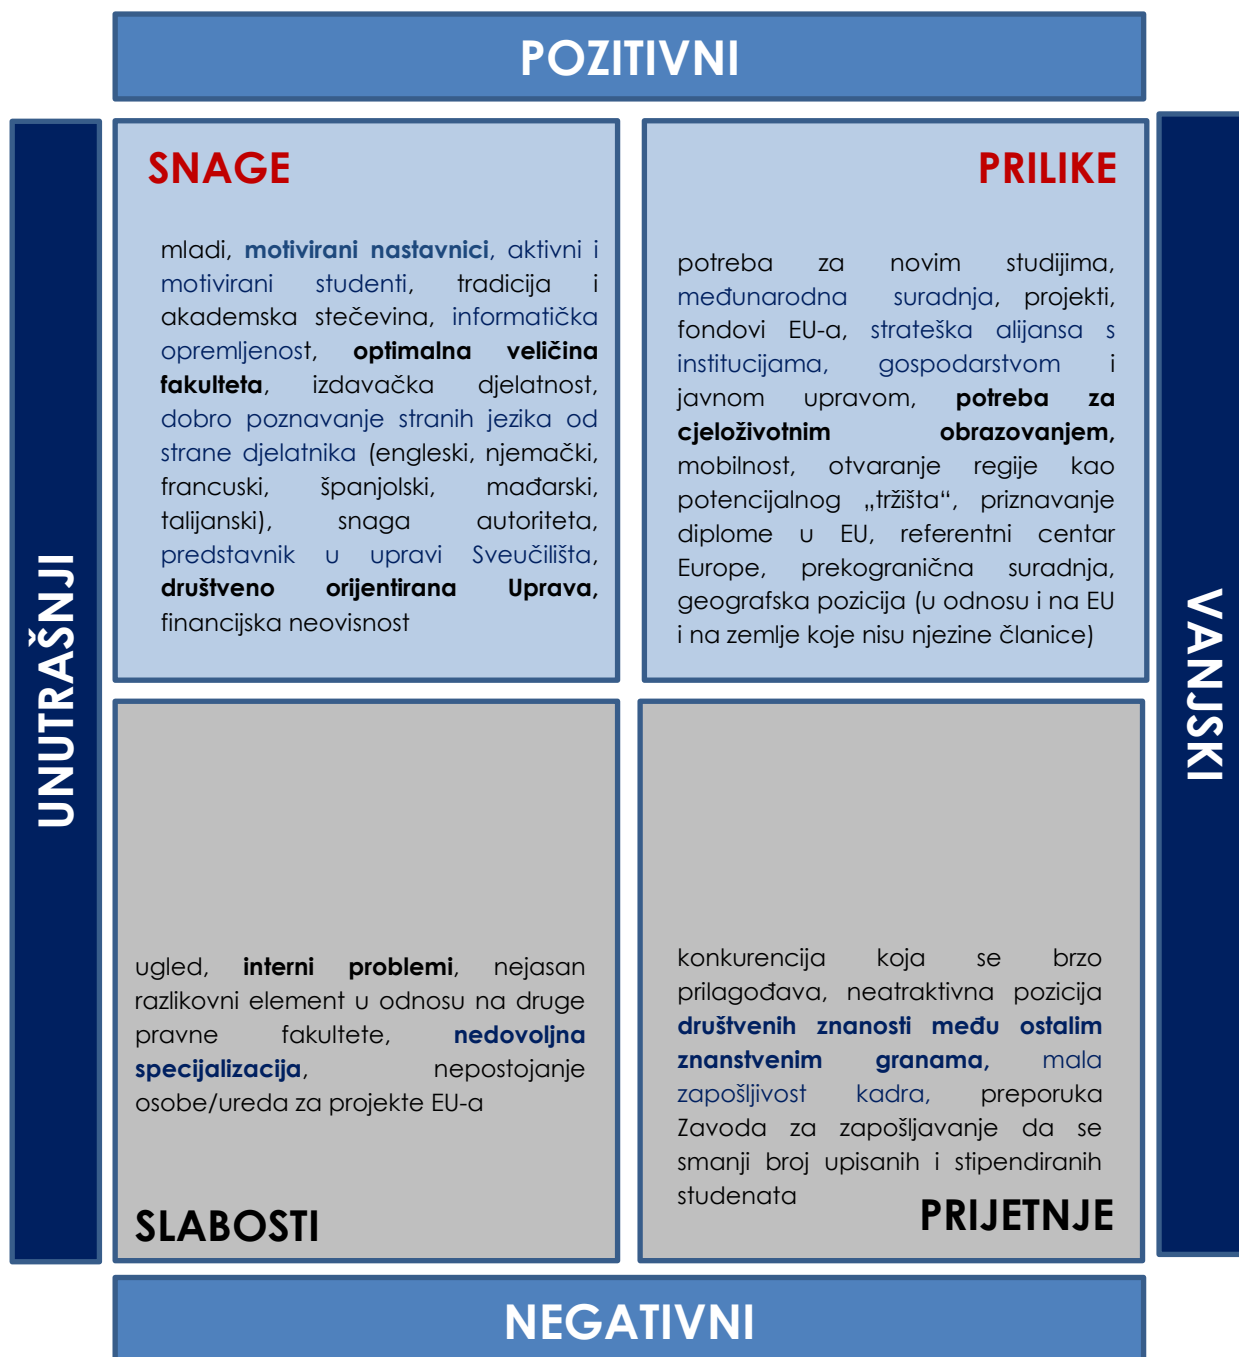 POZITIVNI
UNUTRAŠNJI
SNAGE
mladi, motivirani nastavnici, aktivni i
motivirani studenti, tradicija i
akademska stečevina, informatička
opremljenost, optimalna veličina
fakulteta, izdavačka djelatnost,
dobro poznavanje stranih jezika od
strane djelatnika (engleski, njemački,
francuski, španjolski, mađarski,
talijanski), snaga autoriteta,
predstavnik u upravi Sveučilišta,
društveno orijentirana Uprava,
financijska neovisnost
PRILIKE
potreba za novim studijima,
međunarodna suradnja, projekti,
fondovi EU-a, strateška alijansa s
institucijama, gospodarstvom i
javnom upravom, potreba za
cjeloživotnim obrazovanjem,
mobilnost, otvaranje regije kao
potencijalnog „tržišta“, priznavanje
diplome u EU, referentni centar
Europe, prekogranična suradnja,
geografska pozicija (u odnosu i na EU
i na zemlje koje nisu njezine članice)
VANJSKI
ugled, interni problemi, nejasan
razlikovni element u odnosu na druge
pravne fakultete, nedovoljna
specijalizacija, nepostojanje
osobe/ureda za projekte EU-a
SLABOSTI
konkurencija koja se brzo
prilagođava, neatraktivna pozicija
društvenih znanosti među ostalim
znanstvenim granama, mala
zapošljivost kadra, preporuka
Zavoda za zapošljavanje da se
smanji broj upisanih i stipendiranih
studenata
PRIJETNJE
NEGATIVNI